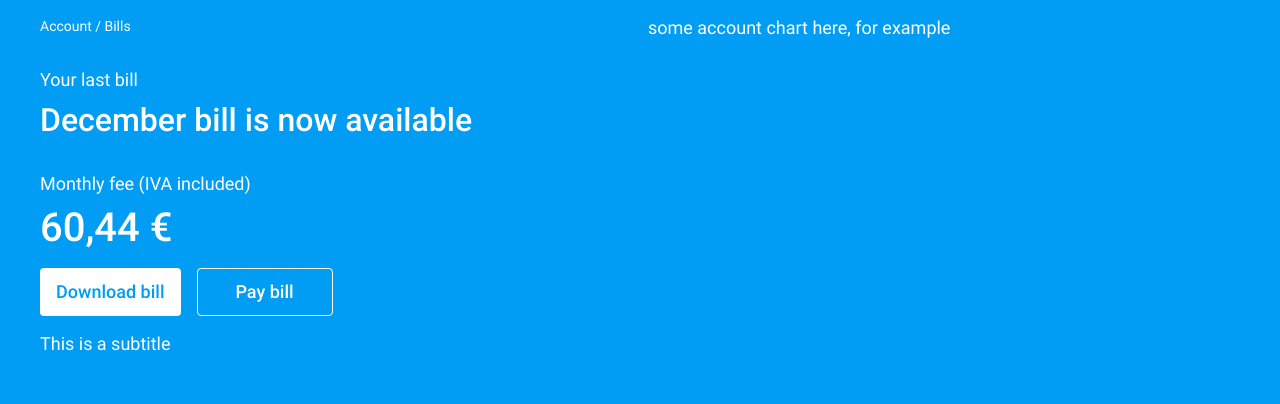 Account / Bills
Your last bill
December bill is now available
Monthly fee (IVA included)
60,44 €
Download bill
Pay bill
This is a subtitle
some account chart here, for example